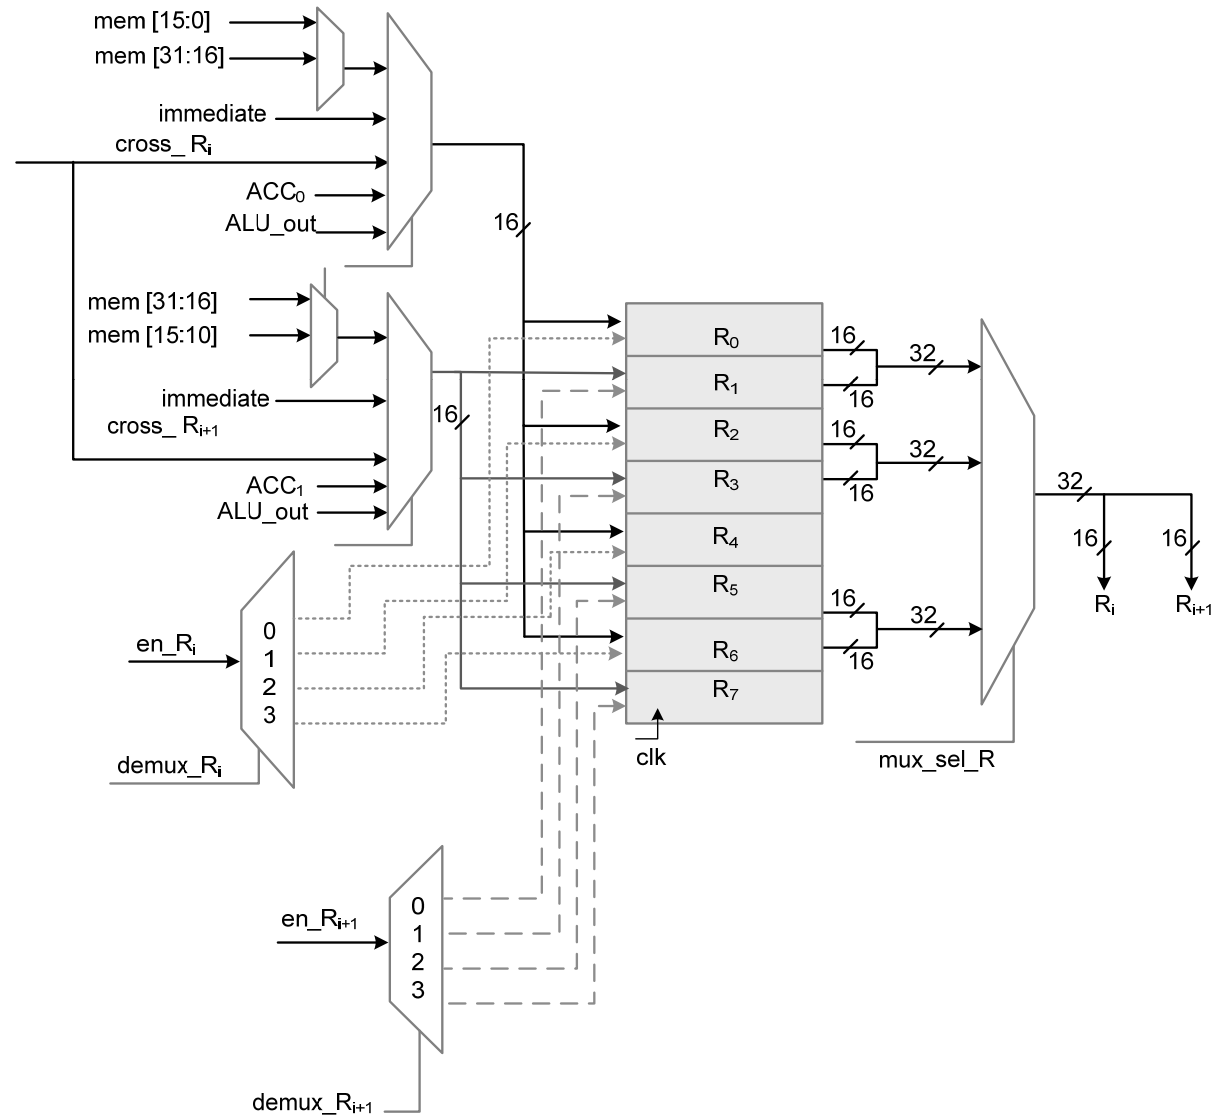 mem [15:0]
mem [31:16]
immediate
cross_ Ri
ACC0
ALU_out
16
mem [31:16]
mem [15:10]
immediate
cross_ Ri+1
16
ACC1
ALU_out
R0
R1
R2
R3
R4
R5
R6
R7
clk
16
16
32
16
16
32
16
16
32
32
16
16
Ri
Ri+1
mux_sel_R
en_Ri
0
1
2
3
demux_Ri
en_Ri+1
0
1
2
3
demux_Ri+1